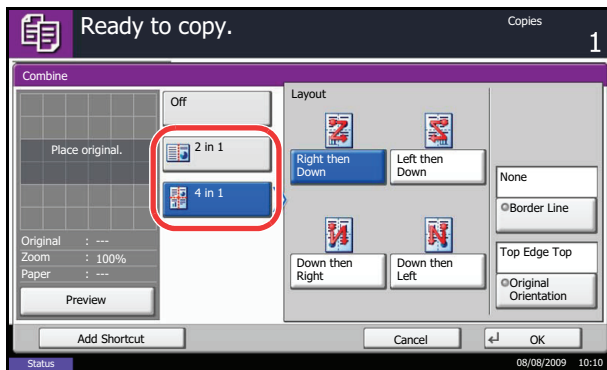 Ready to copy.
Copies
1
Combine
Place original.
Original : ---
Zoom : 100%
Paper : ---
Preview
Off
2 in 1
4 in 1
Layout
Right then
Down
Left then
Down
Down then
Right
Down then
Left
None
Border Line
Top Edge Top
Original
Orientation
Add Shortcut
Cancel
OK
Status
08/08/2009 10:10